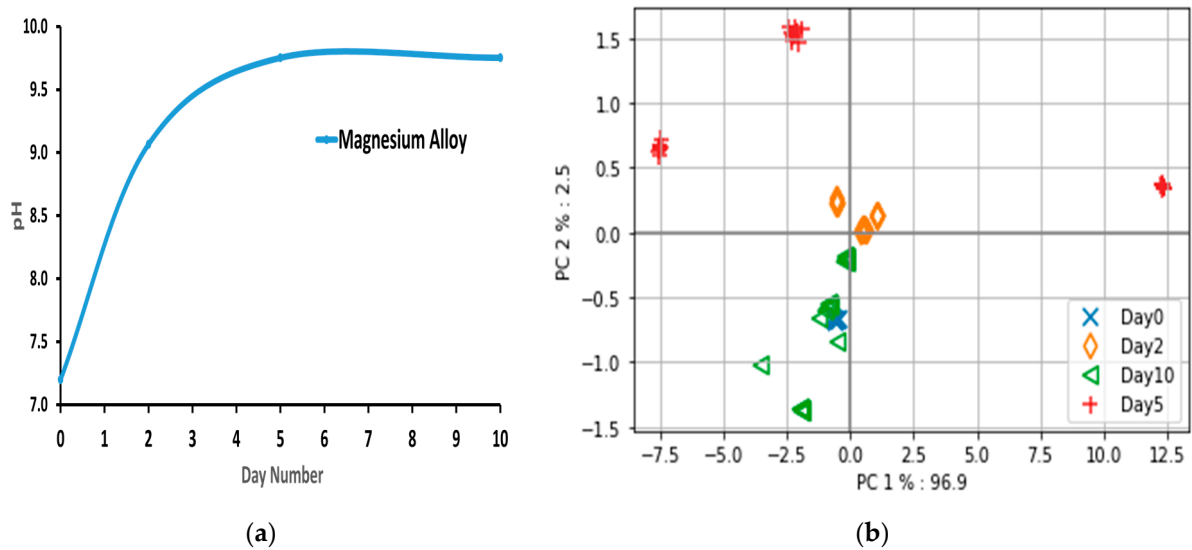 10.0
9.5
9.0
8.5
8.0
7.5
7.0
pH
0 1 2 3 4 5 6 7 8 9 10
Day Number
Magnesium Alloy
(a)
1.5
1.0
0.5
0.0
−0.5
−1.0
−1.5
PC 2 % : 2.5
−7.5 −5.0 −2.5 0.0 2.5 5.0 7.5 10.0 12.5
PC 1 % : 96.9
Day0
Day2
Day10
Day5
(b)